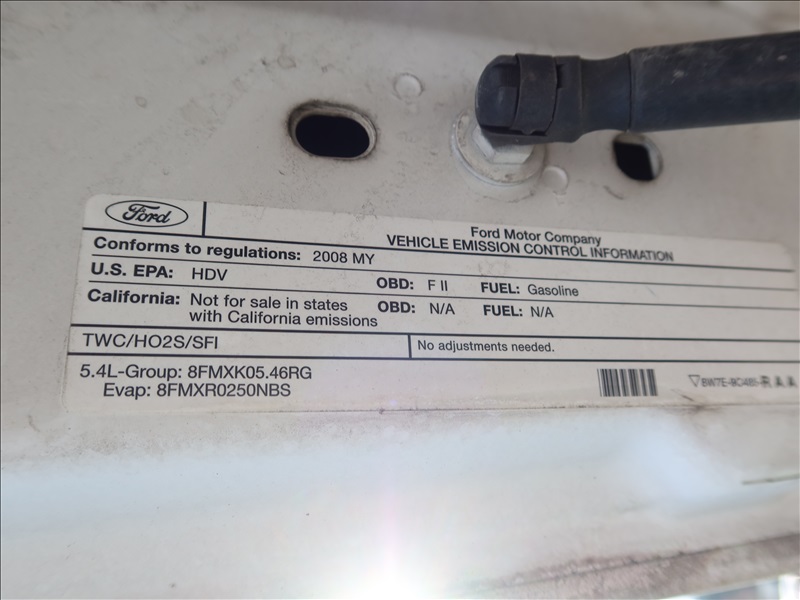 Ford
Ford Motor Company
VEHICLE EMISSION CONTROL INFORMATION
Conforms to regulations: 2008 MY
U.S. EPA: HDV OBD: F II FUEL: Gasoline
California: Not for sale in states with California emissions OBD: N/A FUEL: N/A
TWC/HO2S/SFI No adjustments needed.
5.4L-Group: 8FMXK05.46RG
Evap: 8FMXR0250NBS